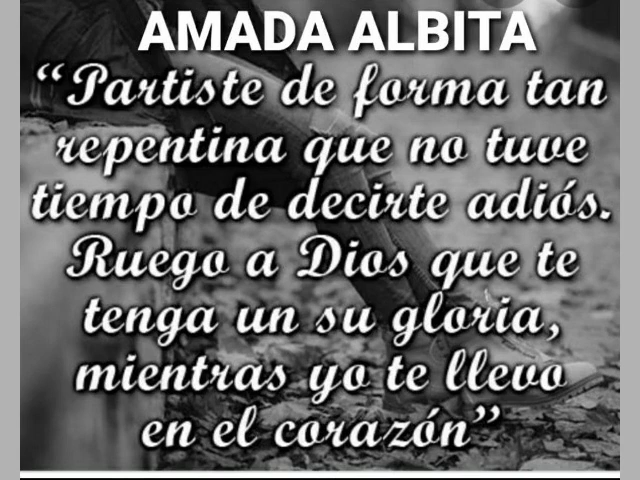 AMADA ALBITA
“Partiste de forma tan
repentina que no tuve
tiempo de decirte adiós.
Ruego a Dios que te
tenga un su gloria,
mientras yo te llevo
en el corazón”